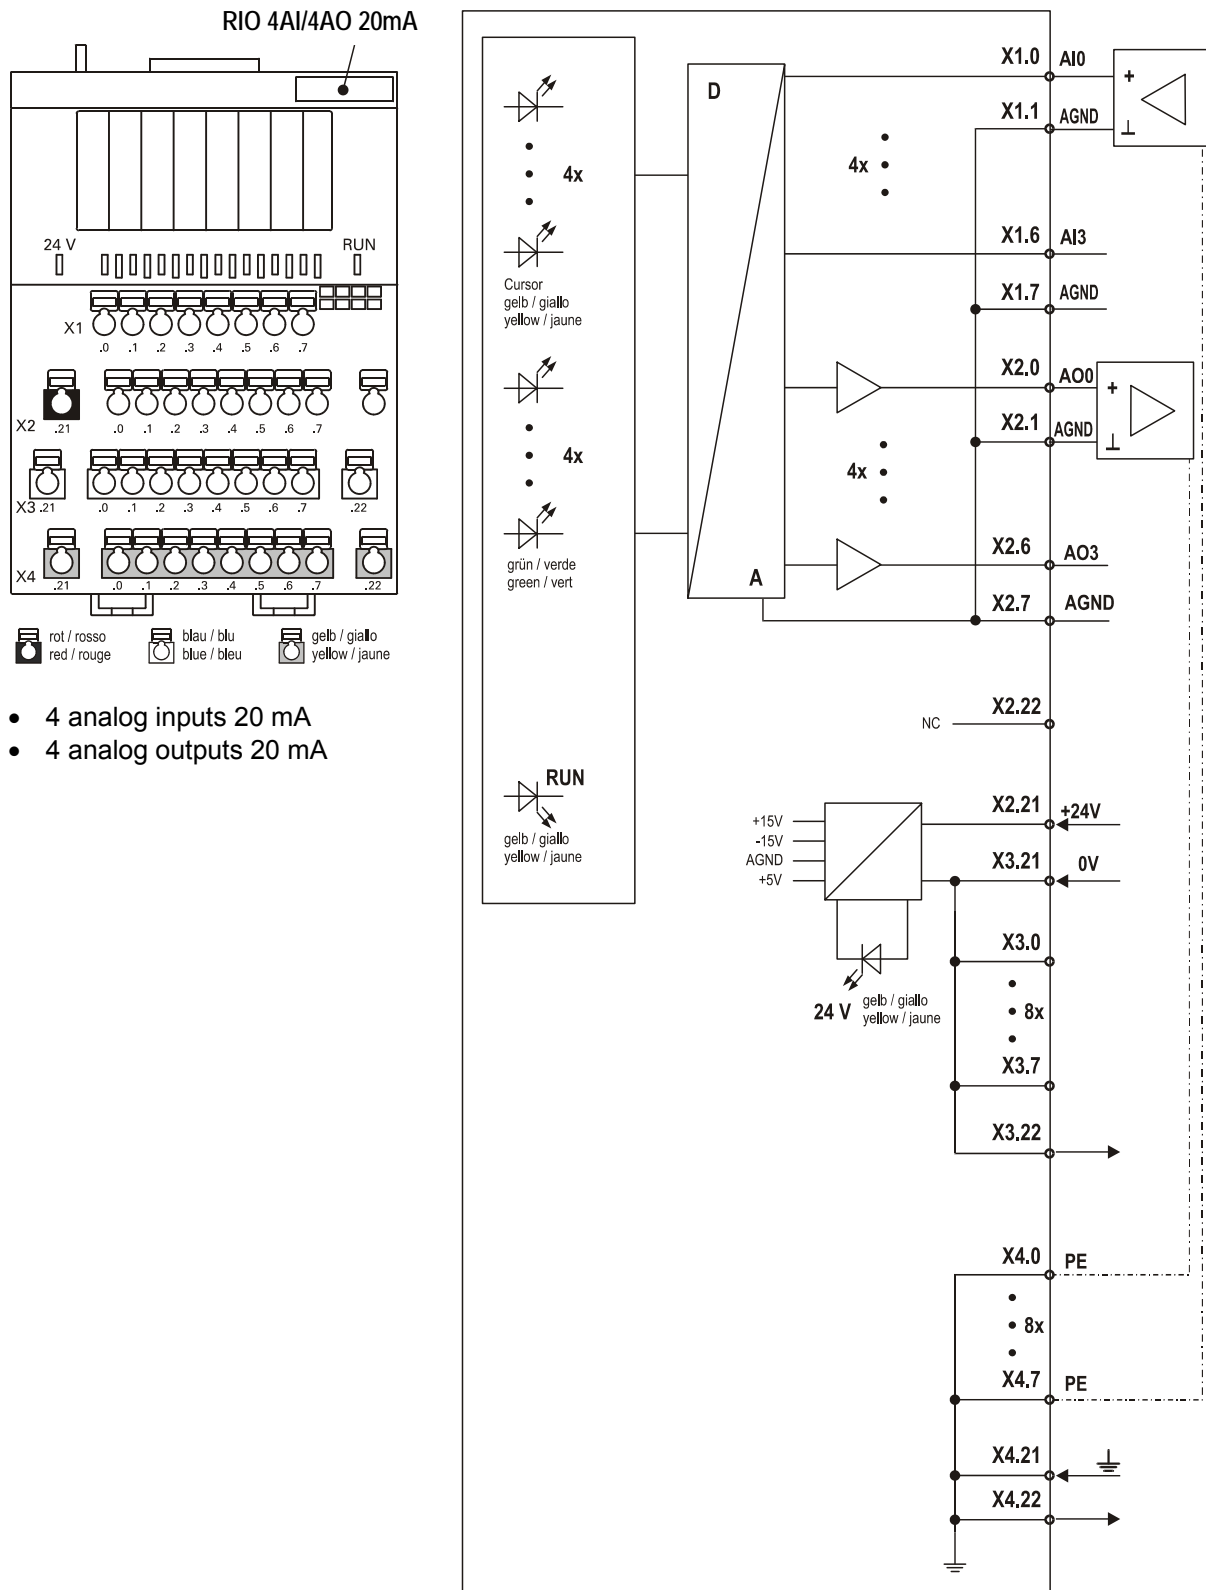 RIO 4AI/4AO 20mA
24 V RUN
X1
.0 .1 .2 .3 .4 .5 .6 .7
X2 .21 .0 .1 .2 .3 .4 .5 .6 .7
X3 .21 .0 .1 .2 .3 .4 .5 .6 .7 .22
X4 .21 .0 .1 .2 .3 .4 .5 .6 .7 .22
rot / rosso
red / rouge
blau / blu
blue / bleu
gelb / giallo
yellow / jaune
• 4 analog inputs 20 mA
• 4 analog outputs 20 mA
4x
Cursor
gelb / giallo
yellow / jaune
4x
grün / verde
green / vert
RUN
gelb / giallo
yellow / jaune
D
A
X1.0 AI0
+
X1.1 AGND
⊥
4x
X1.6 AI3
X1.7 AGND
X2.0 AO0
+
X2.1 AGND
⊥
4x
X2.6 AO3
X2.7 AGND
NC X2.22
X2.21 +24V
+15V
-15V
AGND
+5V
X3.21 0V
24 V
gelb / giallo
yellow / jaune
X3.0
8x
X3.7
X3.22
X4.0 PE
8x
X4.7 PE
X4.21
X4.22